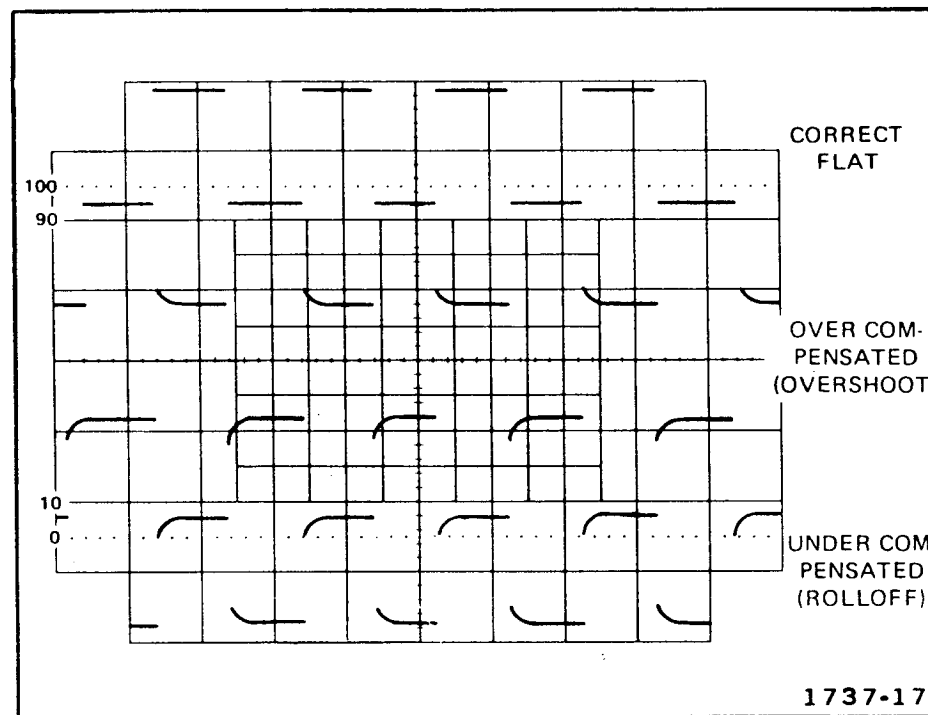 CORRECT
FLAT
100
90
OVER COM-
PENSATED
(OVERSHOOT
10
0
UNDER COM
PENSATED
(ROLLOFF)
1737-17